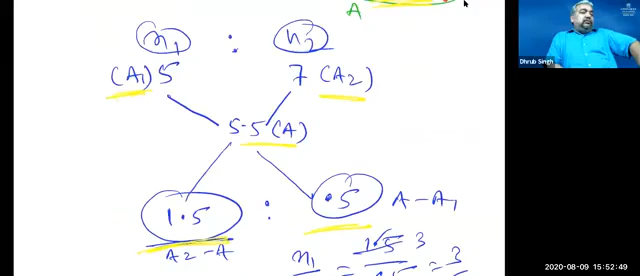 A
n1 : n2
(A1) 5 7 (A2)
5.5 (A)
1.5 : .5 A-A1
A2-A
n1 = 1.5 3 = 3
Dhrub Singh
2020-08-09 15:52:49